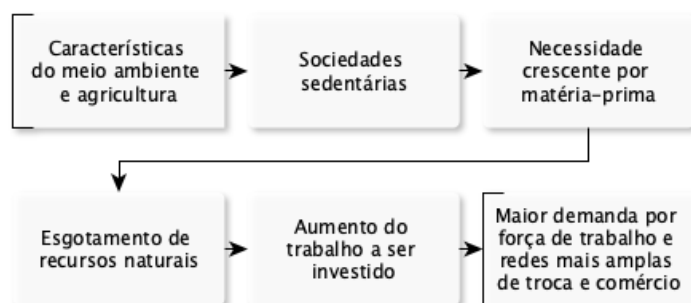 Características
do meio ambiente
e agricultura
Sociedades
sedentárias
Necessidade
crescente por
matéria-prima
Esgotamento de
recursos naturais
Aumento do
trabalho a ser
investido
Maior demanda por
força de trabalho e
redes mais amplas
de troca e comércio